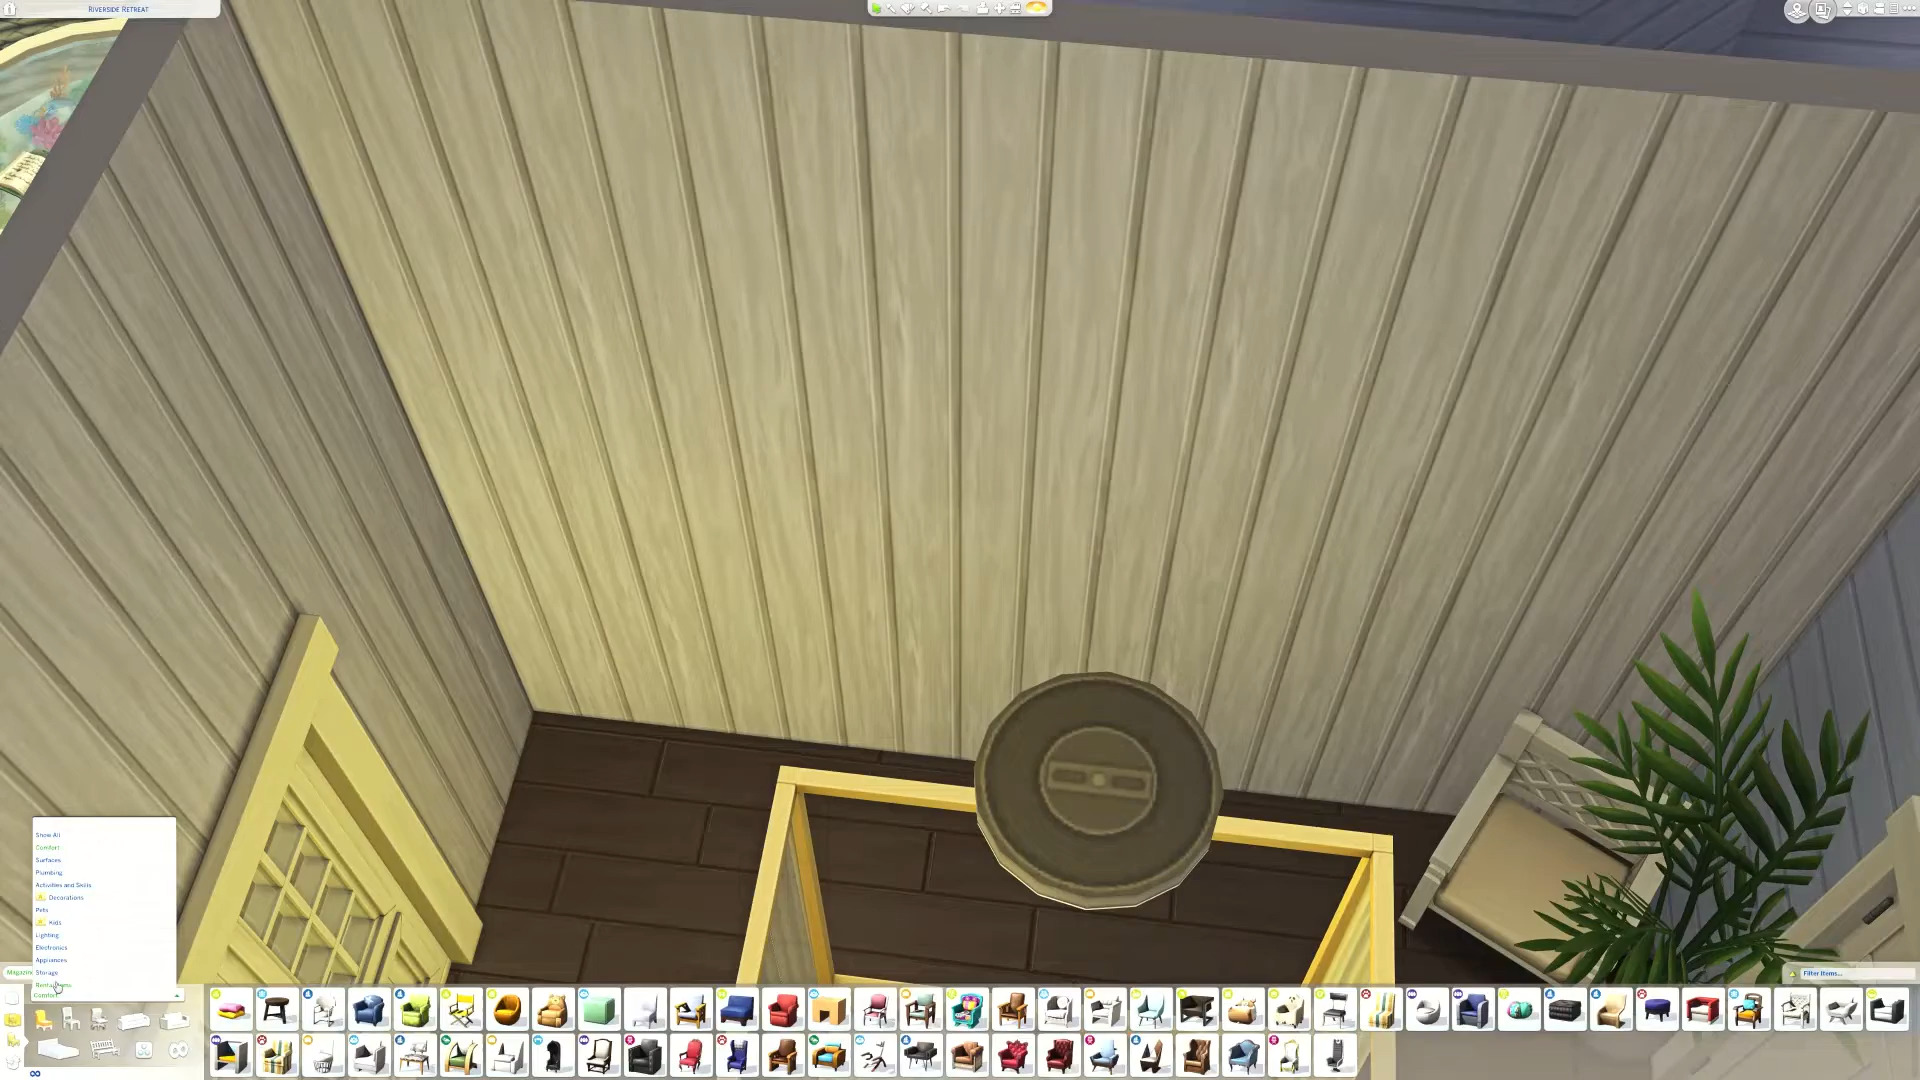 RIVERSIDE RETREAT
Show All
Comfort
Surfaces
Plumbing
Activities and Skills
Decorations
Pets
Kids
Lighting
Electronics
Appliances
Storage
Comfort
Filter Items...